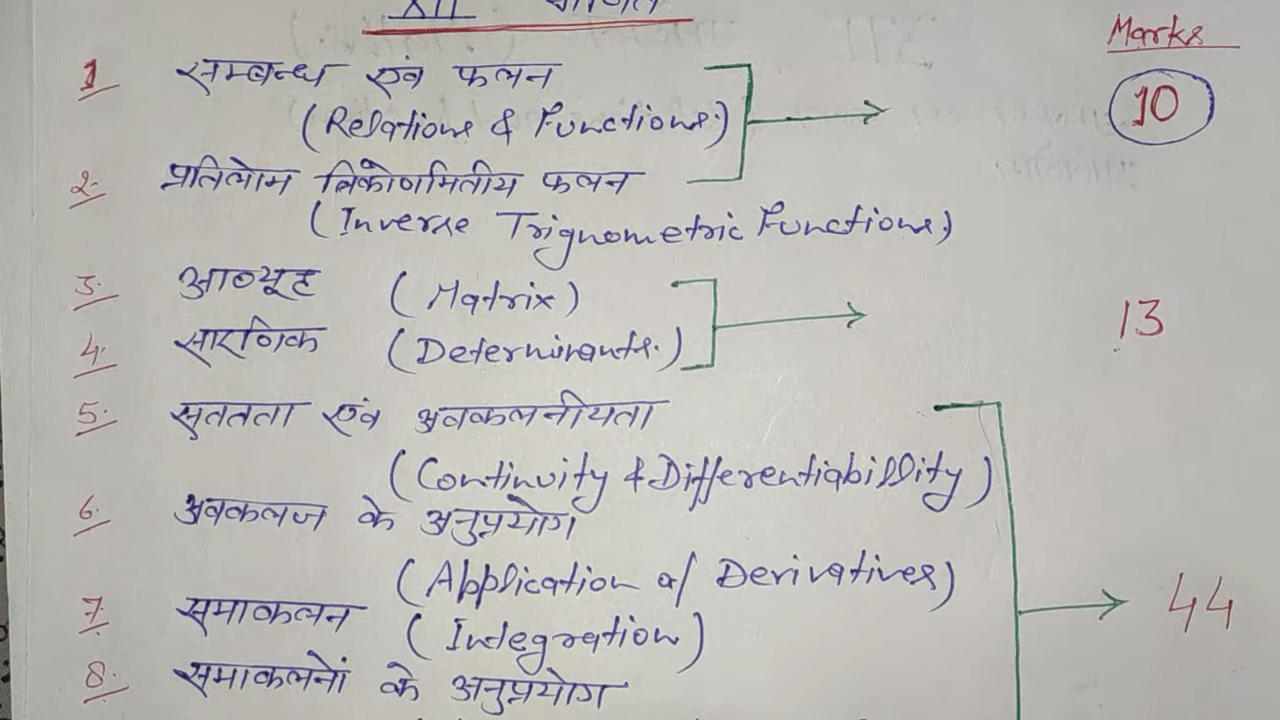 XII गणित
Marks
1 सम्बन्ध एवं फलन
(Relations & Functions.)
10
2. प्रतिलोम त्रिकोणमितीय फलन
(Inverse Trignometric Functions)
3. आव्यूह (Matrix)
13
4. सारणिक (Determinants.)
5. सततता एवं अवकलनीयता
(Continuity & Differentiability)
6. अवकलज के अनुप्रयोग
(Application of Derivatives)
44
7. समाकलन (Integration)
8. समाकलनों के अनुप्रयोग